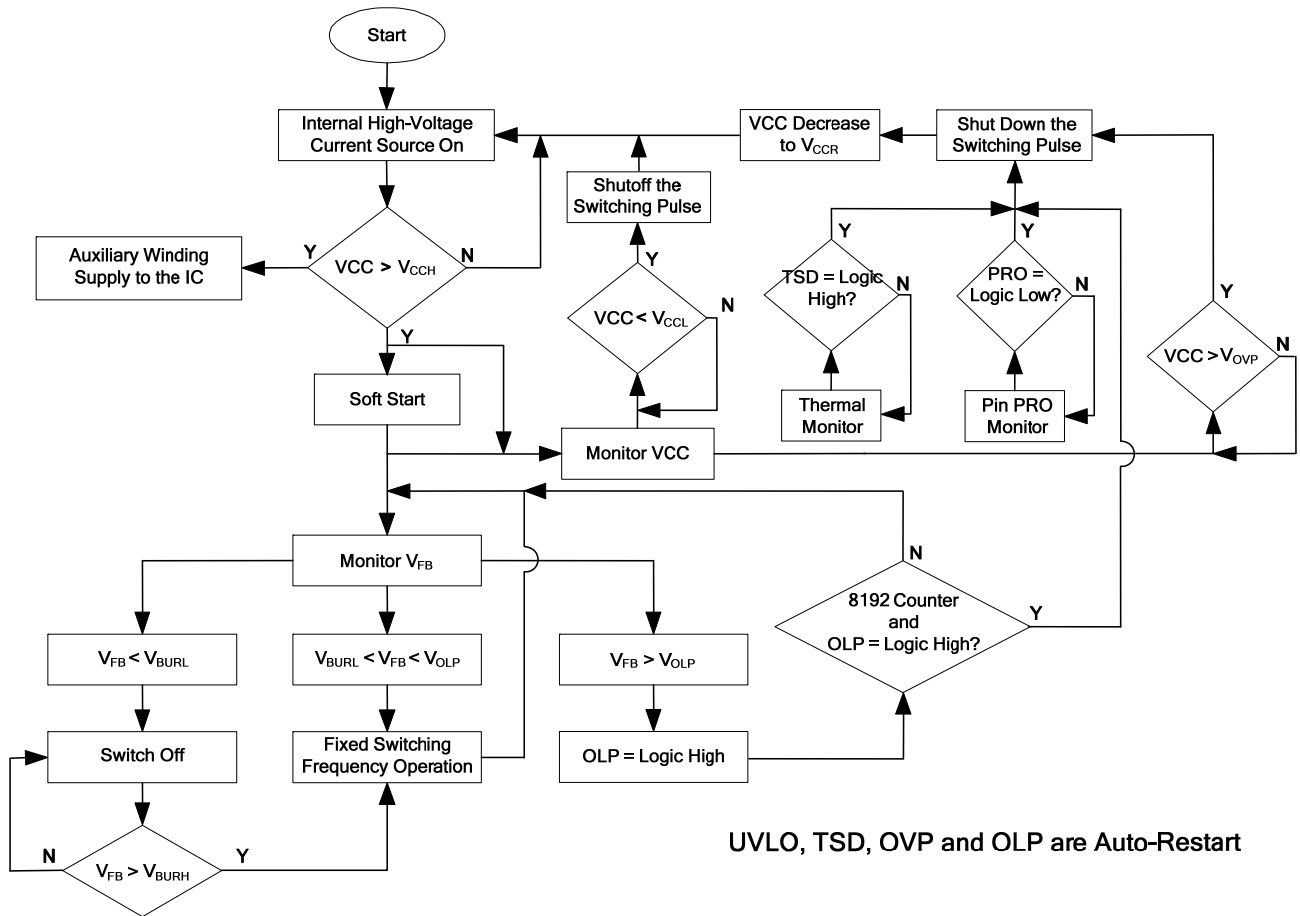 Start
Internal High-Voltage
Current Source On
VCC Decrease
to VCCR
Shut Down the
Switching Pulse
Shutoff the
Switching Pulse
Auxiliary Winding
Supply to the IC
Y
VCC > VCCH
N
Y
Y
VCC < VCCL
N
Y
TSD = Logic
High?
N
Y
PRO =
Logic Low?
N
Y
VCC > VOVP
N
Soft Start
Thermal
Monitor
Pin PRO
Monitor
Monitor VCC
Monitor VFB
N
8192 Counter
and
OLP = Logic High?
Y
VFB < VBURL
VBURL < VFB < VOLP
VFB > VOLP
Switch Off
Fixed Switching
Frequency Operation
OLP = Logic High
N
VFB > VBURH
Y
UVLO, TSD, OVP and OLP are Auto-Restart